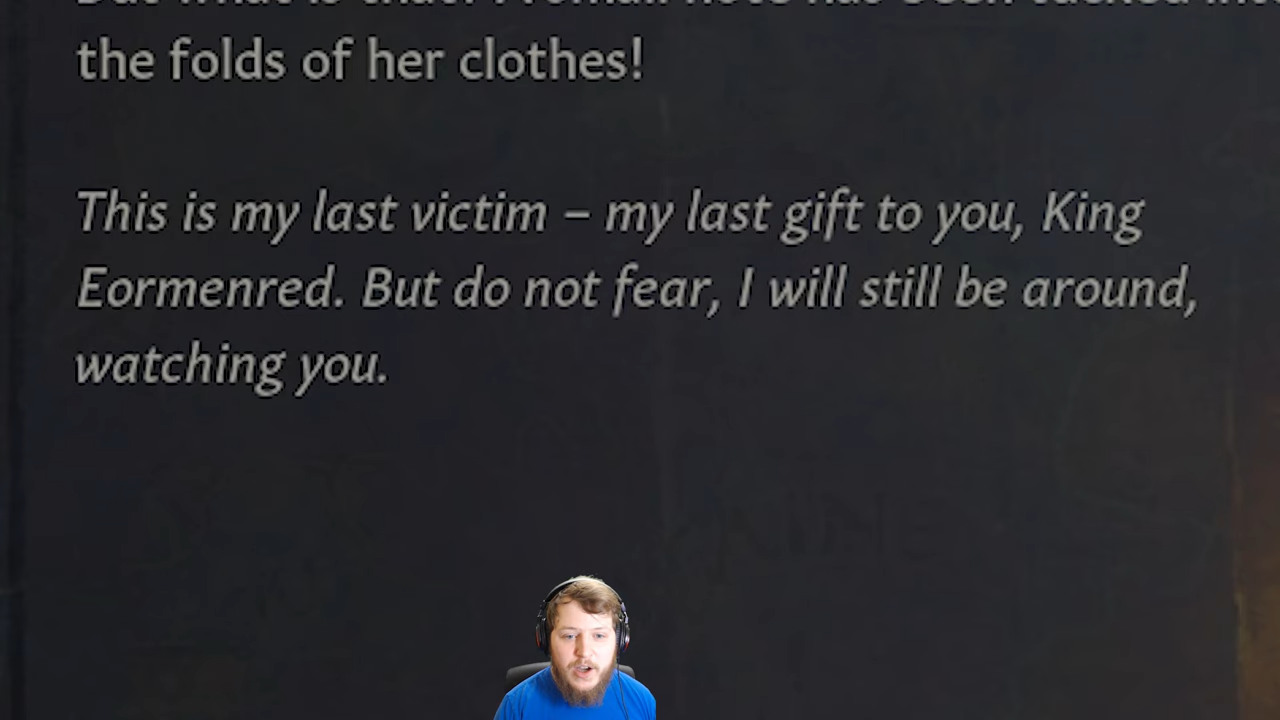 the folds of her clothes!
This is my last victim – my last gift to you, King
Eormenred. But do not fear, I will still be around,
watching you.